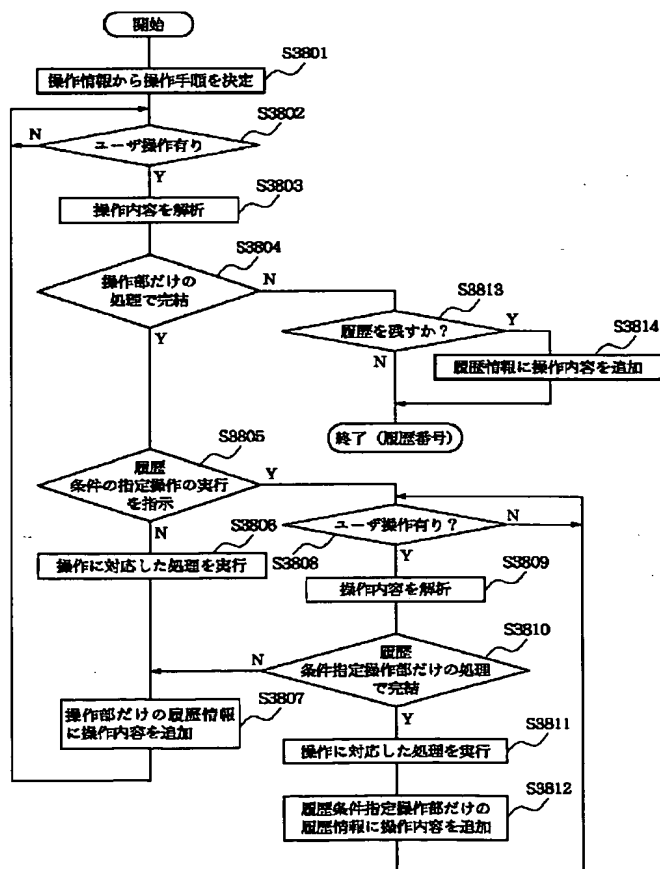 開始
S3801
操作情報から操作手順を決定
S3802
N
ユーザ操作有り
Y
S3803
操作内容を解析
S3804
操作部だけの
処理で完結
N
Y
S3813
履歴を残すか？
Y
N
S3814
履歴情報に操作内容を追加
終了（履歴番号）
S3805
履歴
条件の指定操作の実行
を指示
Y
N
S3806
操作に対応した処理を実行
ユーザ操作有り？
N
S3808
Y
S3809
操作内容を解析
S3810
履歴
条件指定操作部だけの処理
で完結
N
Y
S3807
操作部だけの履歴情報
に操作内容を追加
S3811
操作に対応した処理を実行
S3812
履歴条件指定操作部だけの
履歴情報に操作内容を追加